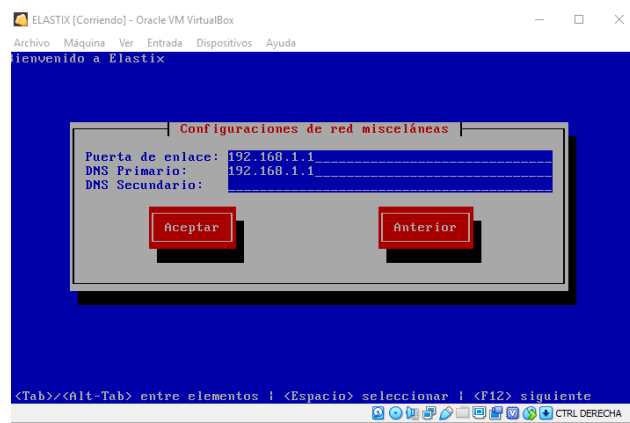 ELASTIX [Corriendo] - Oracle VM VirtualBox
Archivo Máquina Ver Entrada Dispositivos Ayuda
ienvenido a Elastix
Configuraciones de red misceláneas
Puerta de enlace: 192.168.1.1
DNS Primario: 192.168.1.1
DNS Secundario:
Aceptar Anterior
<Tab>/<Alt-Tab> entre elementos | <Espacio> seleccionar | <F12> siguiente
CTRL DERECHA